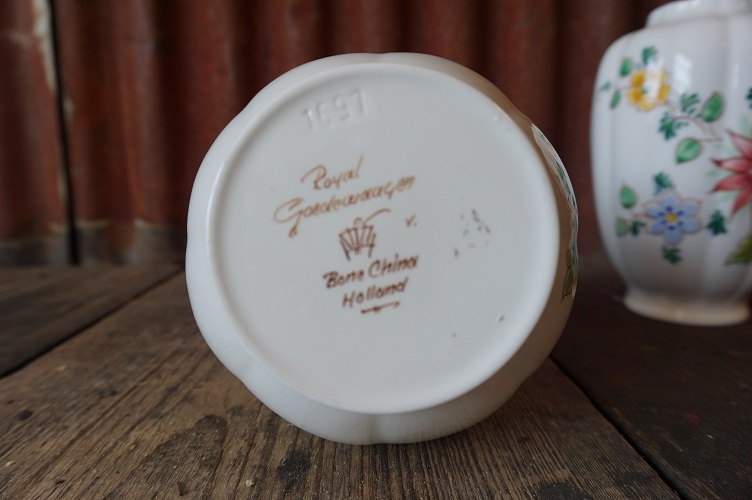 1697
Royal
Goedewaagen
Bone China
Holland